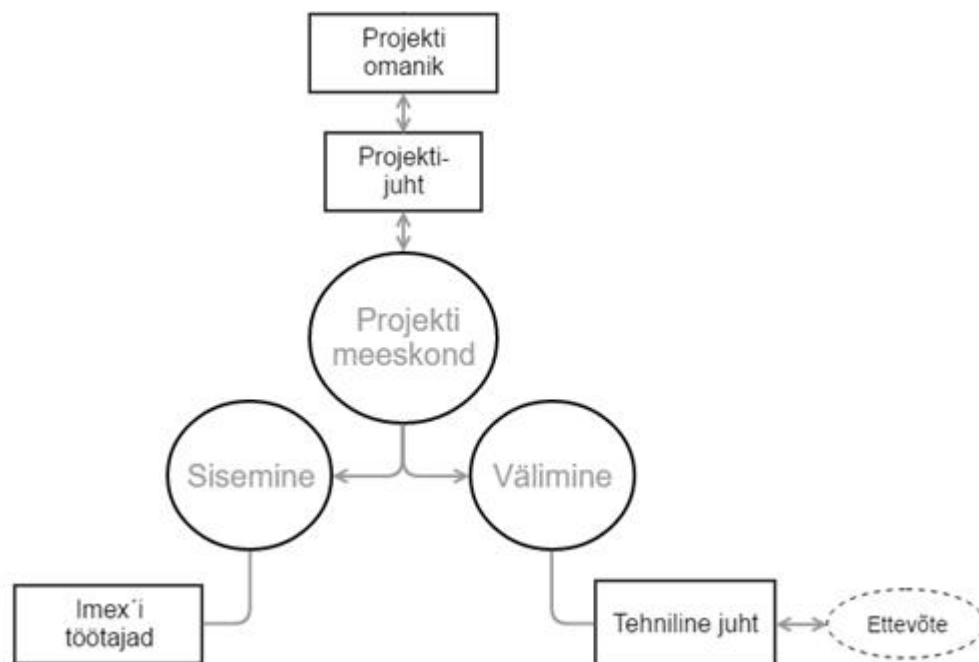 Projekti
omanik
Projekti-
juht
Projekti
meeskond
Sisemine
Välimine
Imex´i
töötajad
Tehniline juht
Ettevõte